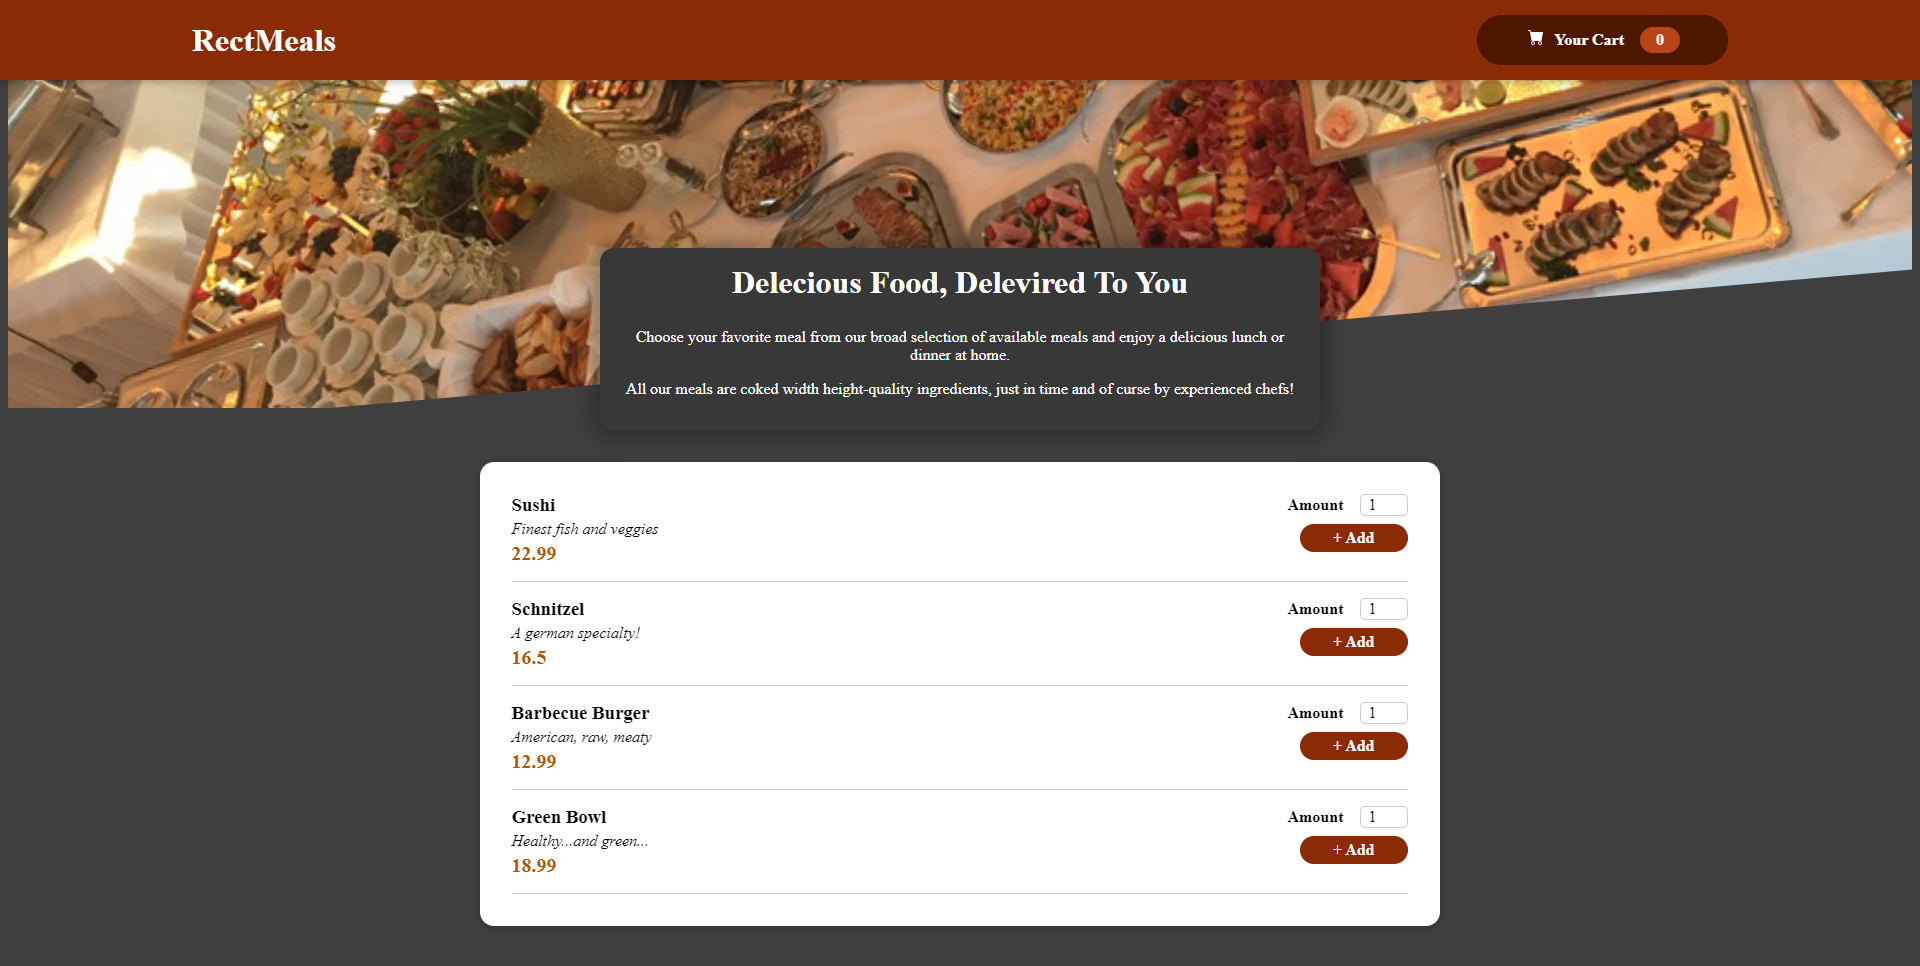 RectMeals
Your Cart 0
Delecious Food, Delevired To You
Choose your favorite meal from our broad selection of available meals and enjoy a delicious lunch or
dinner at home.
All our meals are coked width height-quality ingredients, just in time and of curse by experienced chefs!
Sushi
Finest fish and veggies
22.99
Amount 1
+ Add
Schnitzel
A german specialty!
16.5
Amount 1
+ Add
Barbecue Burger
American, raw, meaty
12.99
Amount 1
+ Add
Green Bowl
Healthy...and green...
18.99
Amount 1
+ Add